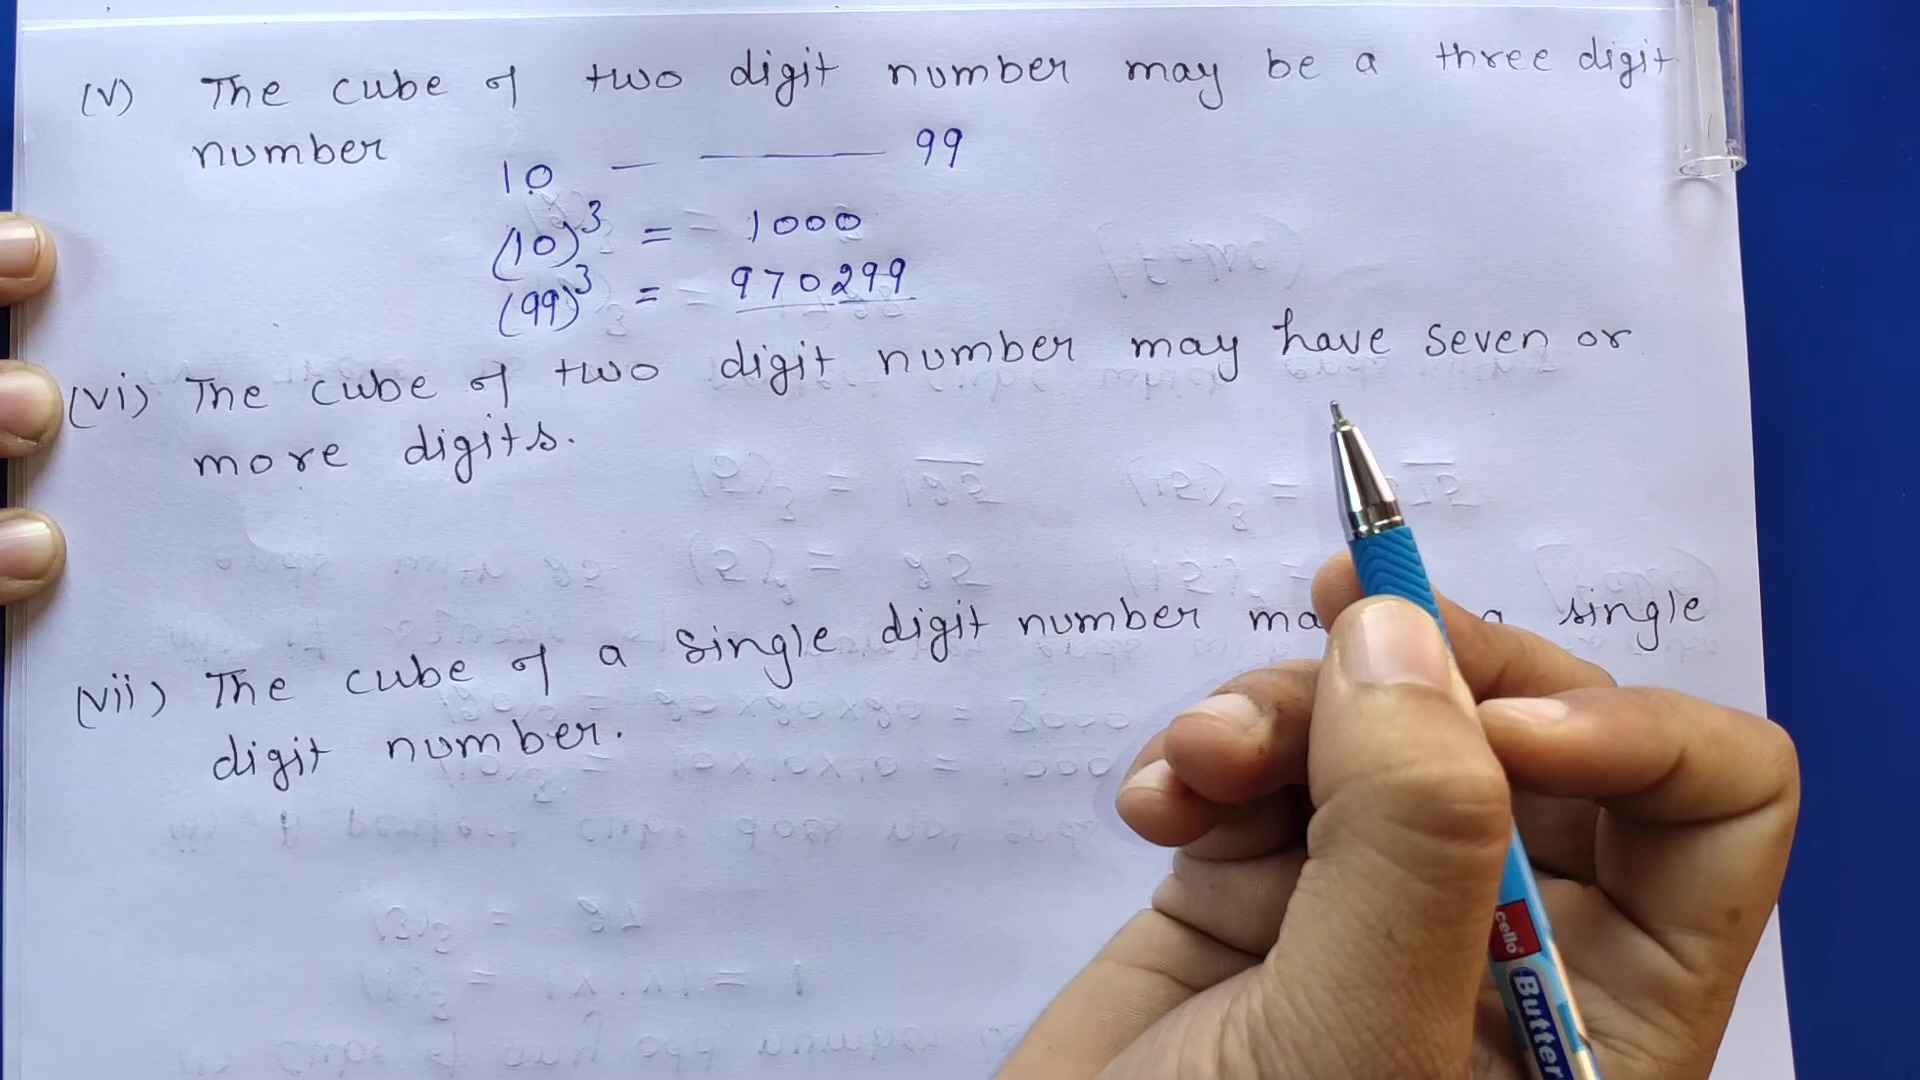 (v) The cube of two digit number may be a three digit
number
10 — —— 99
(10)³ = 1000
(99)³ = 970299
(vi) The cube of two digit number may have seven or
more digits.
(vii) The cube of a single digit number a single
digit number.
cello
Butter